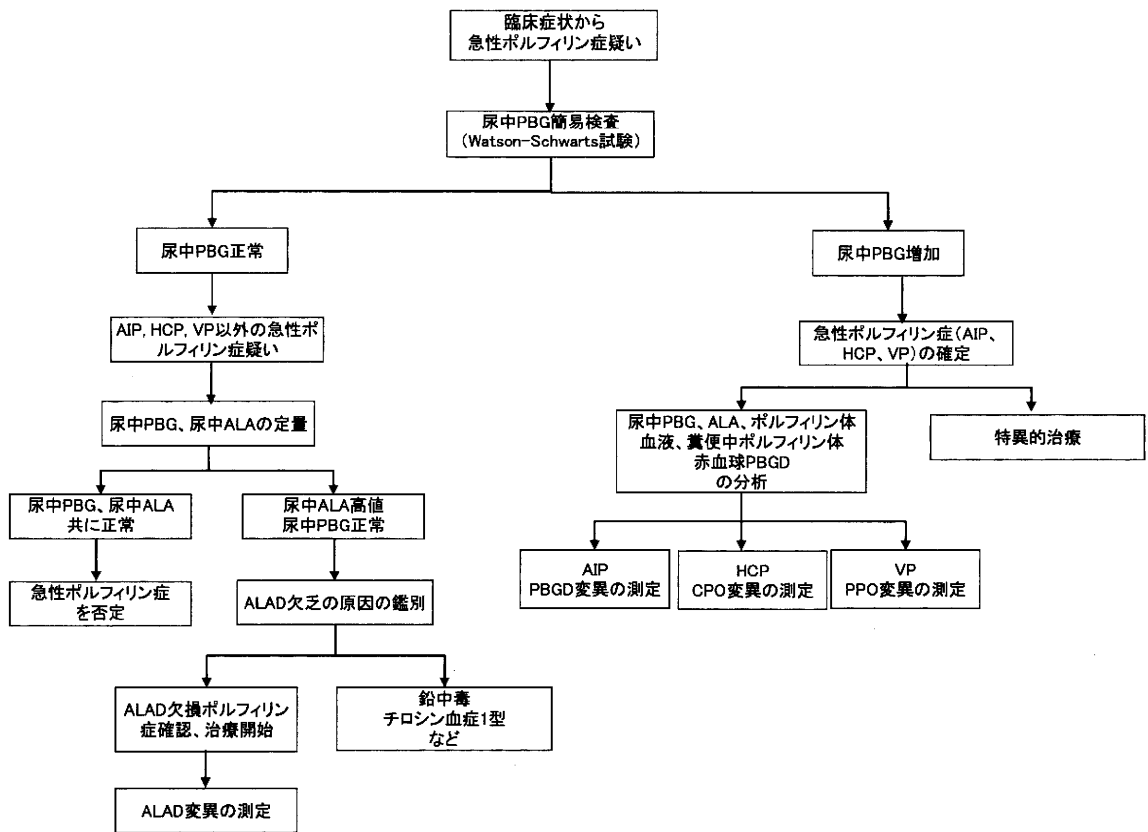 臨床症状から
急性ポルフィリン症疑い
尿中PBG簡易検査
(Watson-Schwarts試験)
尿中PBG正常
尿中PBG増加
AIP, HCP, VP以外の急性ポ
ルフィリン症疑い
急性ポルフィリン症(AIP、
HCP、VP)の確定
尿中PBG、尿中ALAの定量
尿中PBG、ALA、ポルフィリン体
血液、糞便中ポルフィリン体
赤血球PBGD
の分析
特異的治療
尿中PBG、尿中ALA
共に正常
尿中ALA高値
尿中PBG正常
AIP
PBGD変異の測定
HCP
CPO変異の測定
VP
PPO変異の測定
急性ポルフィリン症
を否定
ALAD欠乏の原因の鑑別
ALAD欠損ポルフィリン
症確認、治療開始
鉛中毒
チロシン血症1型
など
ALAD変異の測定